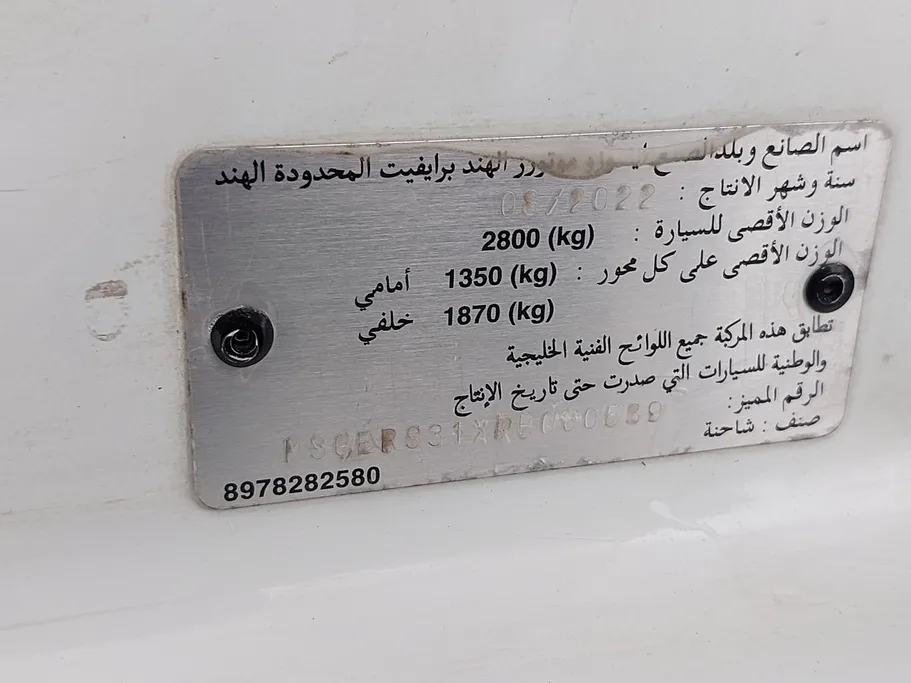 اسم الصانع وبلد الصنع موتورز الهند برايفيت المحدودة الهند
سنة وشهر الانتاج : 08/2022
الوزن الأقصى للسيارة : 2800 (kg)
الوزن الأقصى على كل محور : 1350 (kg) أمامي
1870 (kg) خلفي
تطابق هذه المركبة جميع اللوائح الفنية الخليجية
والوطنية للسيارات التي صدرت حتى تاريخ الإنتاج
الرقم المميز:
صنف : شاحنة
8978282580